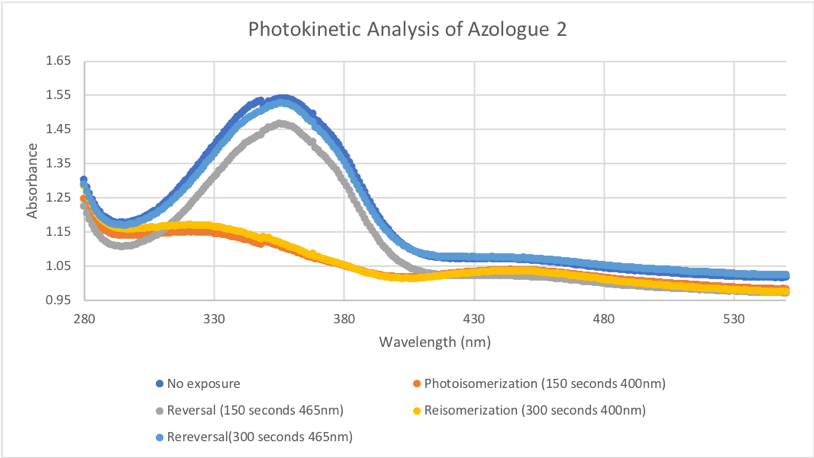 Photokinetic Analysis of Azologue 2
1.65
1.55
1.45
1.35
1.25
1.15
1.05
0.95
Absorbance
280 330 380 430 480 530
Wavelength (nm)
No exposure Photoisomerization (150 seconds 400nm)
Reversal (150 seconds 465nm) Reisomerization (300 seconds 400nm)
Rereversal(300 seconds 465nm)